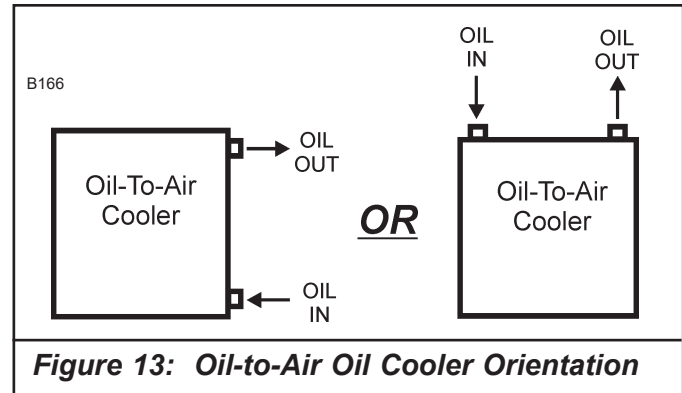 B166
OIL
OUT
Oil-To-Air
Cooler
OIL
IN
OR
OIL
IN
OIL
OUT
Oil-To-Air
Cooler
Figure 13: Oil-to-Air Oil Cooler Orientation